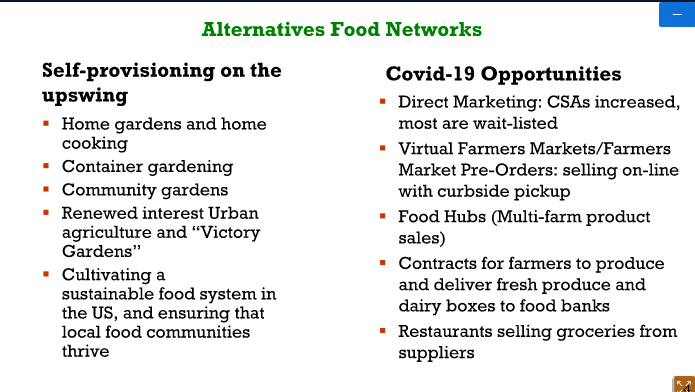 Alternatives Food Networks
Self-provisioning on the
upswing
Home gardens and home
cooking
Container gardening
Community gardens
Renewed interest Urban
agriculture and “Victory
Gardens”
Cultivating a
sustainable food system in
the US, and ensuring that
local food communities
thrive
Covid-19 Opportunities
Direct Marketing: CSAs increased,
most are wait-listed
Virtual Farmers Markets/Farmers
Market Pre-Orders: selling on-line
with curbside pickup
Food Hubs (Multi-farm product
sales)
Contracts for farmers to produce
and deliver fresh produce and
dairy boxes to food banks
Restaurants selling groceries from
suppliers